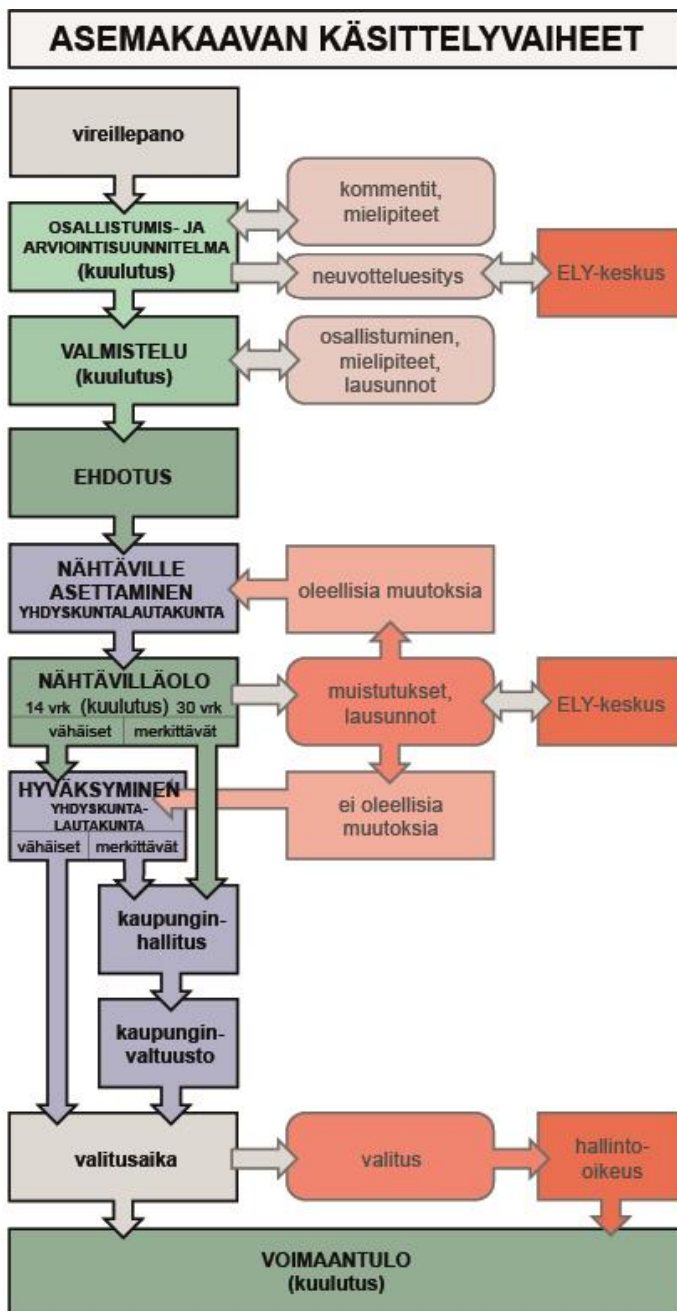 ASEMAKAAVAN KÄSITTELYVAIHEET
vireillepano
kommentit,
mielipiteet
OSALLISTUMIS- JA
ARVIOINTISUUNNITELMA
(kuulutus)
neuvotteluesitys
ELY-keskus
VALMISTELU
(kuulutus)
osallistuminen,
mielipiteet,
lausunnot
EHDOTUS
NÄHTÄVILLE
ASETTAMINEN
YHDYSKUNTALAUTAKUNTA
oleellisia muutoksia
NÄHTÄVILLÄOLO
14 vrk (kuulutus) 30 vrk
vähäiset merkittävät
muistutukset,
lausunnot
ELY-keskus
HYVÄKSYMINEN
YHDYSKUNTA-
LAUTAKUNTA
vähäiset merkittävät
ei oleellisia
muutoksia
kaupungin-
hallitus
kaupungin-
valtuusto
valitusaika
valitus
hallinto-
oikeus
VOIMAANTULO
(kuulutus)